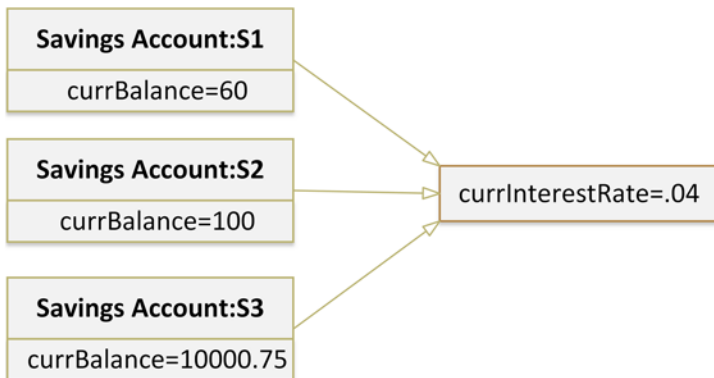 Savings Account:S1
currBalance=60
Savings Account:S2
currBalance=100
currInterestRate=.04
Savings Account:S3
currBalance=10000.75